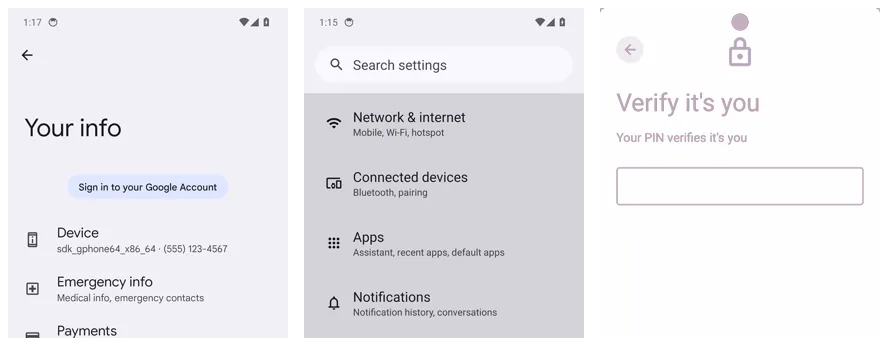 1:17
Your info
Sign in to your Google Account
Device
sdk_gphone64_x86_64 · (555) 123-4567
Emergency info
Medical info, emergency contacts
Payments
1:15
Search settings
Network & internet
Mobile, Wi-Fi, hotspot
Connected devices
Bluetooth, pairing
Apps
Assistant, recent apps, default apps
Notifications
Notification history, conversations
Verify it's you
Your PIN verifies it's you